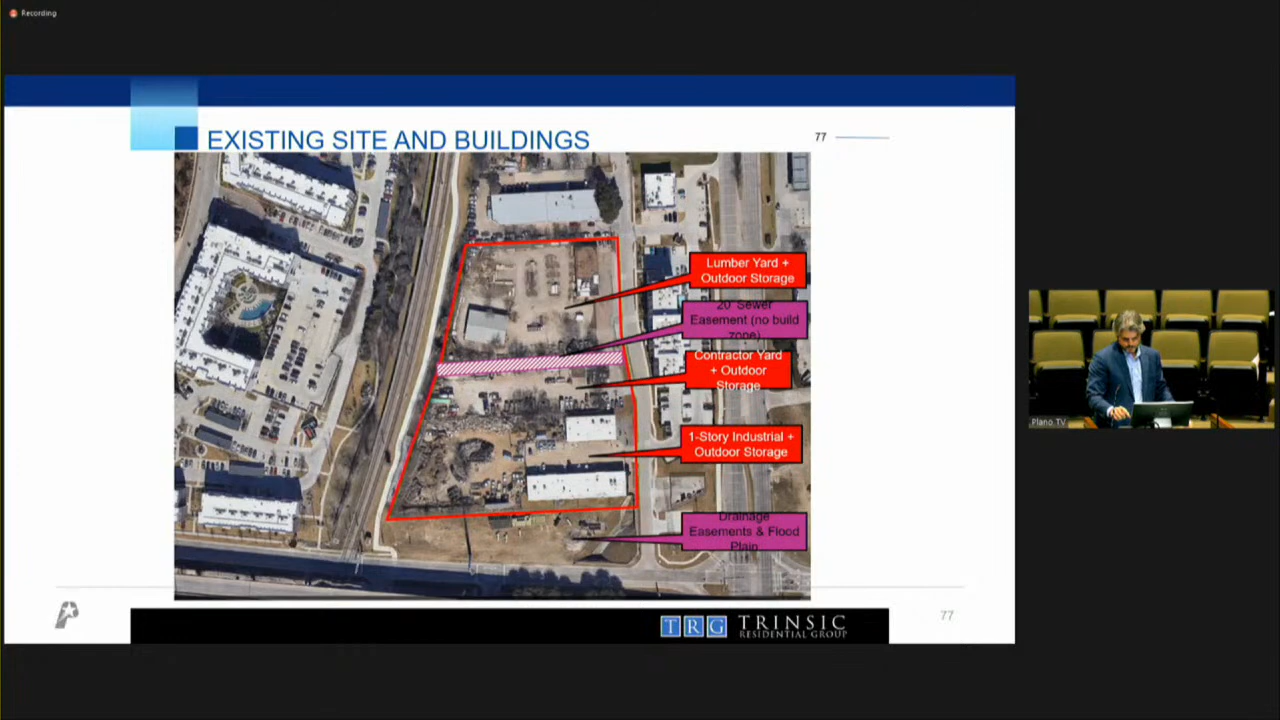 Recording
EXISTING SITE AND BUILDINGS
77
Lumber Yard +
Outdoor Storage
20' Sewer
Easement (no build
zone)
Contractor Yard
+ Outdoor
Storage
1-Story Industrial +
Outdoor Storage
Drainage
Easements & Flood
Plain
Plano TV
TRG TRINSIC
RESIDENTIAL GROUP
77